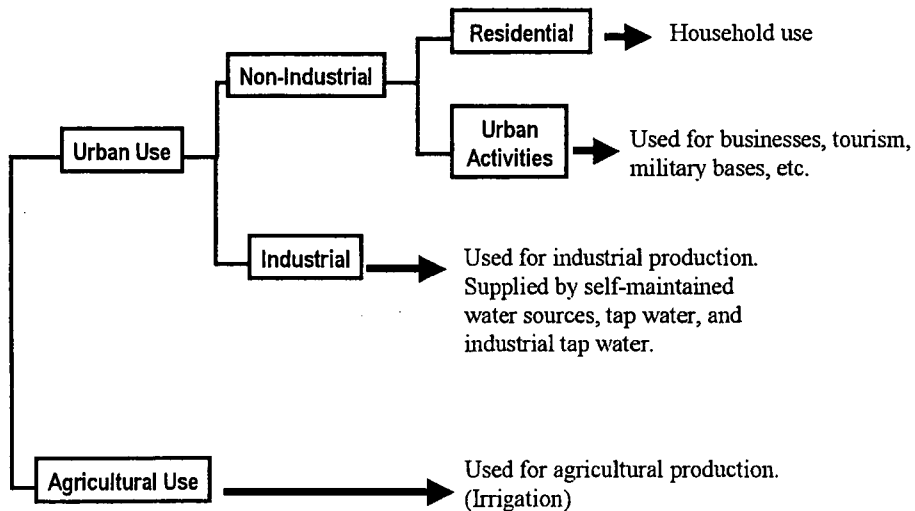 Residential
Household use
Non-Industrial
Urban
Activities
Used for businesses, tourism,
military bases, etc.
Urban Use
Industrial
Used for industrial production.
Supplied by self-maintained
water sources, tap water, and
industrial tap water.
Agricultural Use
Used for agricultural production.
(Irrigation)